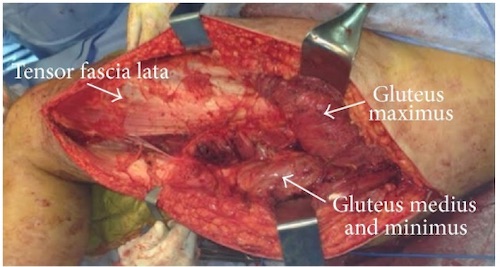 Tensor fascia lata
Gluteus
maximus
Gluteus medius
and minimus